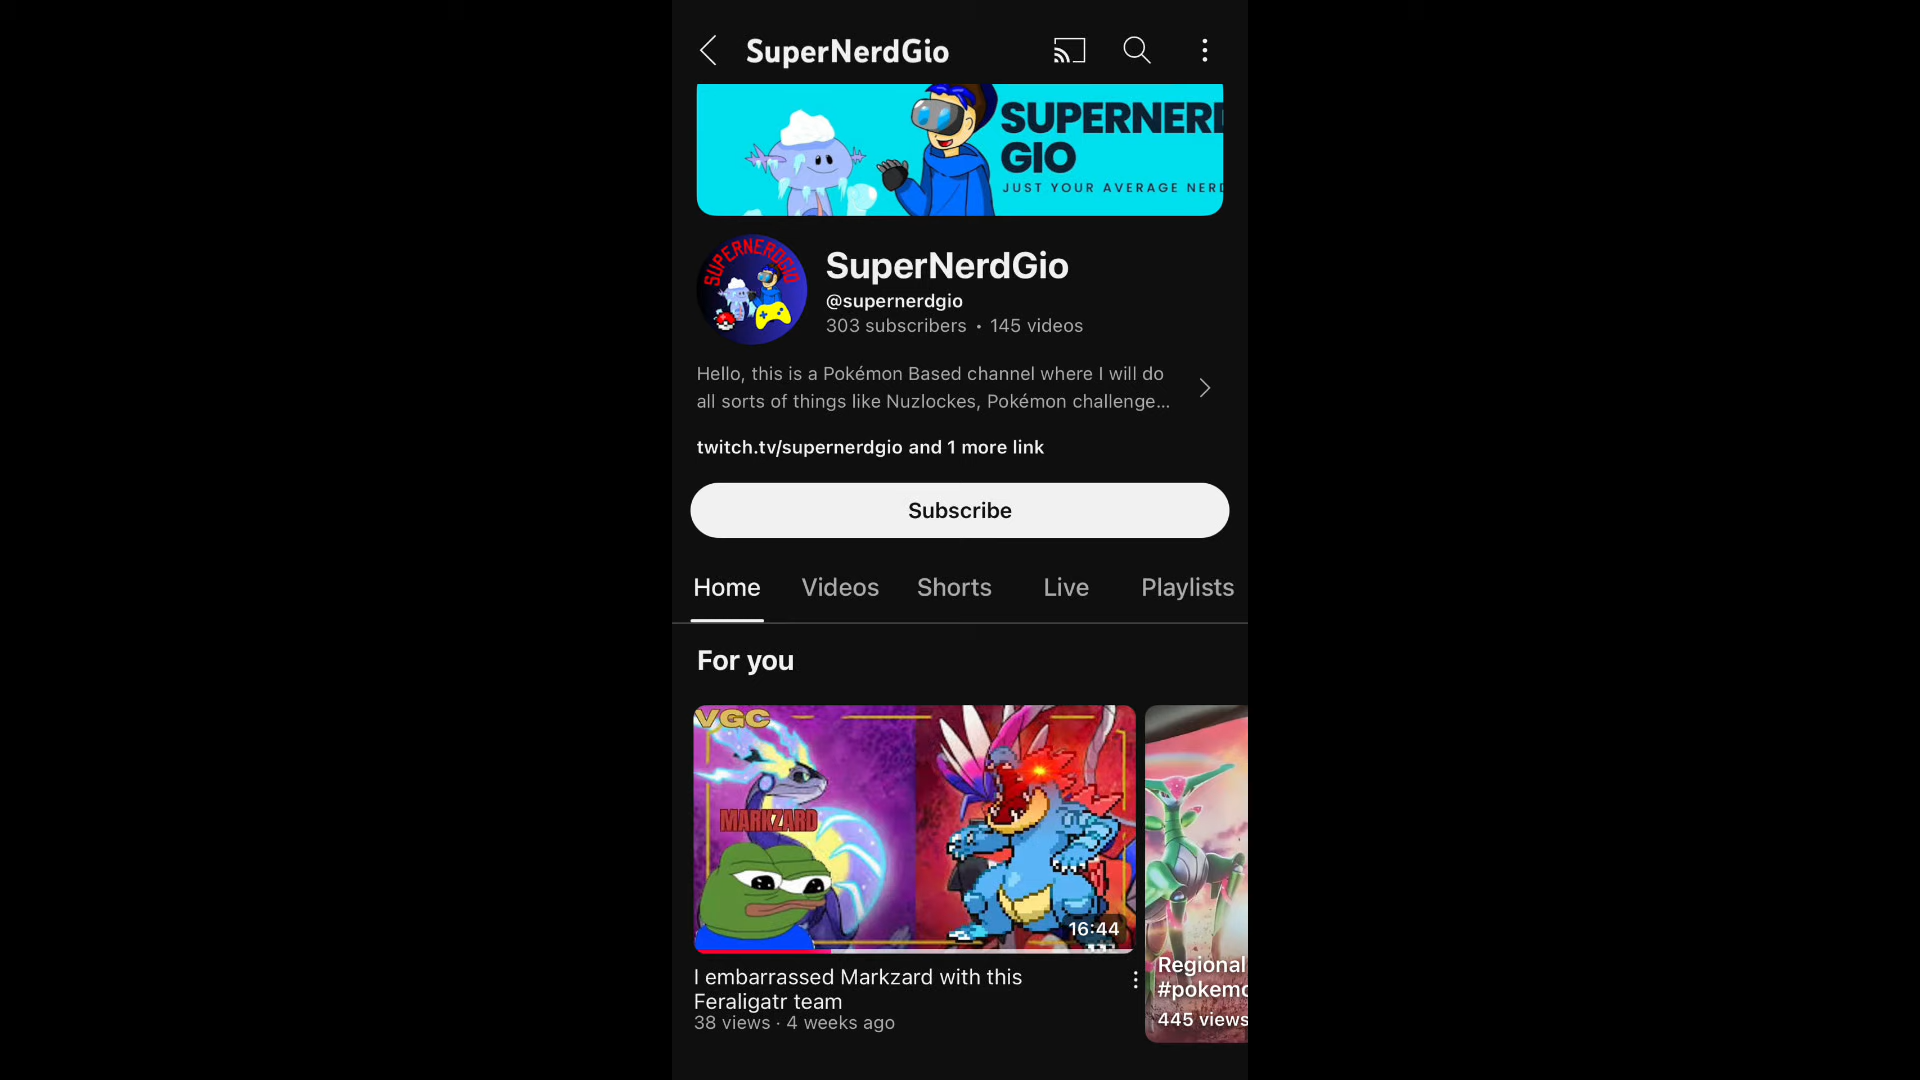 SuperNerdGio
SUPERNERD
GIO
JUST YOUR AVERAGE NERD
SUPERNERDGIO
SuperNerdGio
@supernerdgio
303 subscribers • 145 videos
Hello, this is a Pokémon Based channel where I will do
all sorts of things like Nuzlockes, Pokémon challenge...
twitch.tv/supernerdgio and 1 more link
Subscribe
Home Videos Shorts Live Playlists
For you
VGC
MARKZARD
16:44
I embarrassed Markzard with this
Feraligatr team
38 views · 4 weeks ago
Regional
#pokemo
445 views